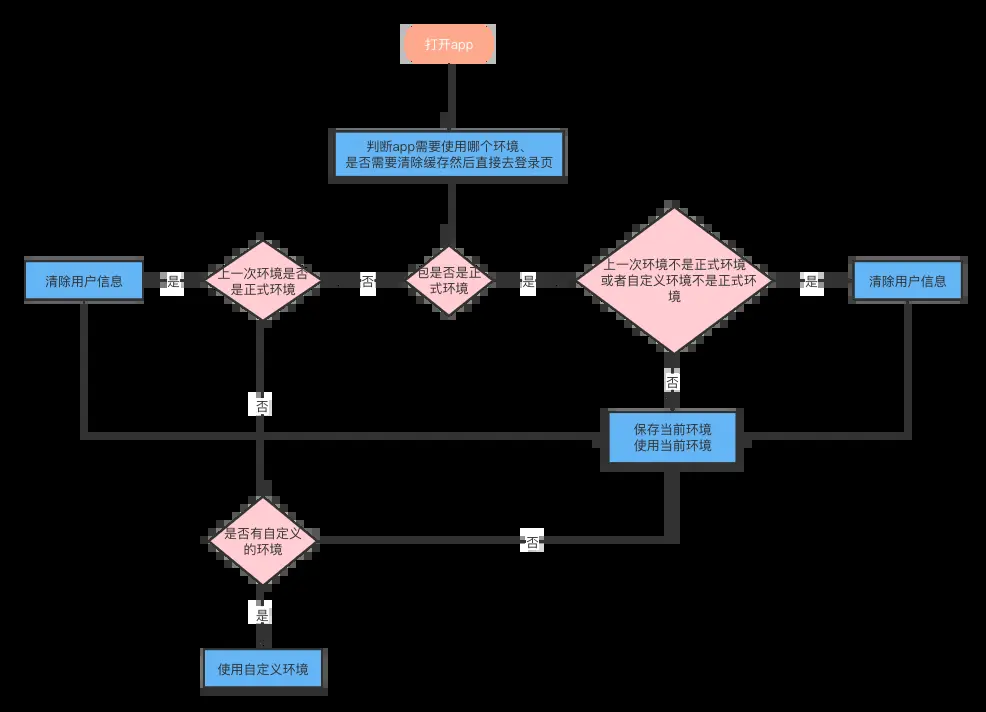 打开app
判断app需要使用哪个环境、
是否需要清除缓存然后直接去登录页
清除用户信息
是
上一次环境是否
是正式环境
否
包是否是正
式环境
是
上一次环境不是正式环境
或者自定义环境不是正式环
境
是
清除用户信息
否
否
保存当前环境
使用当前环境
是否有自定义
的环境
否
是
使用自定义环境